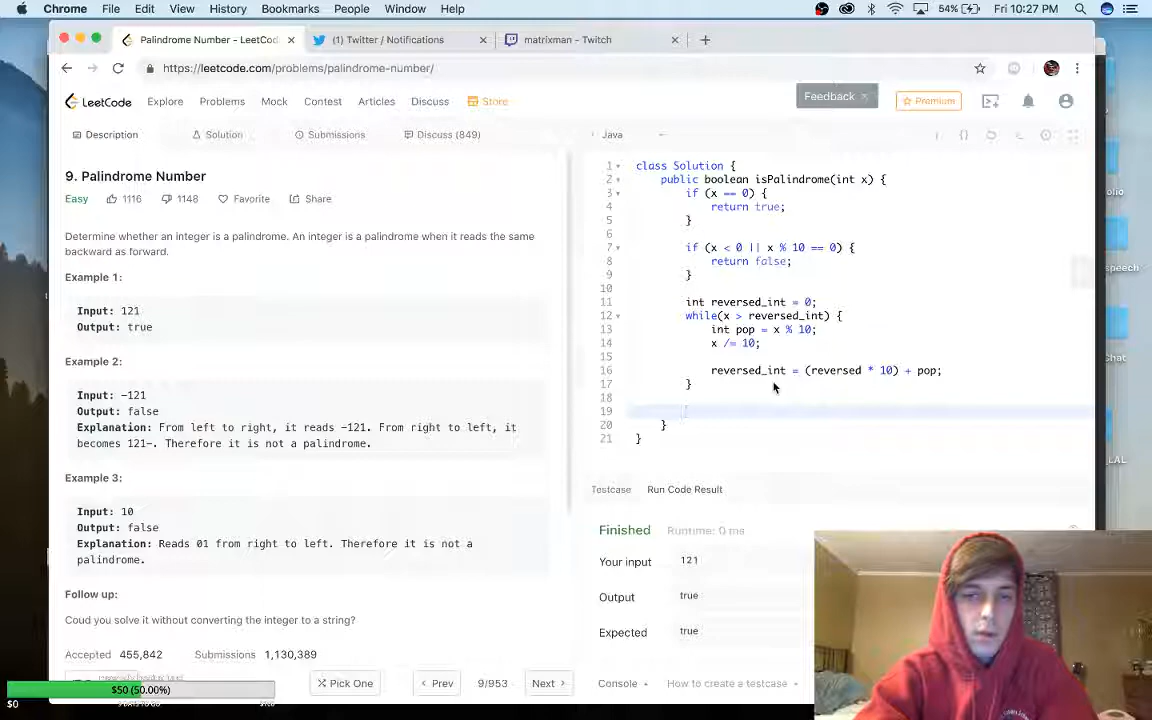 Chrome File Edit View History Bookmarks People Window Help
54% Fri 10:27 PM
Palindrome Number - LeetCod
(1) Twitter / Notifications
matrixman - Twitch
https://leetcode.com/problems/palindrome-number/
LeetCode Explore Problems Mock Contest Articles Discuss Store
Feedback
Premium
Description Solution Submissions Discuss (849)
Java
9. Palindrome Number
Easy 1116 1148 Favorite Share
Determine whether an integer is a palindrome. An integer is a palindrome when it reads the same
backward as forward.
Example 1:
Input: 121
Output: true
Example 2:
Input: -121
Output: false
Explanation: From left to right, it reads -121. From right to left, it
becomes 121-. Therefore it is not a palindrome.
Example 3:
Input: 10
Output: false
Explanation: Reads 01 from right to left. Therefore it is not a
palindrome.
Follow up:
Coud you solve it without converting the integer to a string?
Accepted 455,842 Submissions 1,130,389
Pick One
Prev
9/953
Next
$50 (50.00%)
$0
1 class Solution {
2 public boolean isPalindrome(int x) {
3 if (x == 0) {
4 return true;
5 }
6
7 if (x < 0 || x % 10 == 0) {
8 return false;
9 }
10
11 int reversed_int = 0;
12 while(x > reversed_int) {
13 int pop = x % 10;
14 x /= 10;
15
16 reversed_int = (reversed * 10) + pop;
17 }
18
19
20 }
21 }
Testcase Run Code Result
Finished Runtime: 0 ms
Your input 121
Output true
Expected true
Console How to create a testcase
olio
speech
Chat
_LAL